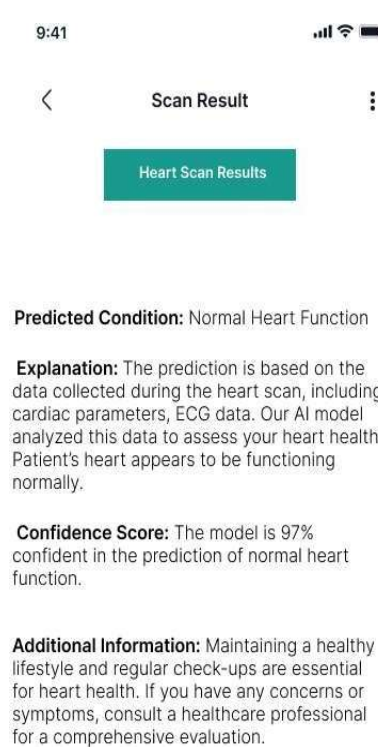 9:41
Scan Result
Heart Scan Results
Predicted Condition: Normal Heart Function
Explanation: The prediction is based on the
data collected during the heart scan, including
cardiac parameters, ECG data. Our AI model
analyzed this data to assess your heart health
Patient's heart appears to be functioning
normally.
Confidence Score: The model is 97%
confident in the prediction of normal heart
function.
Additional Information: Maintaining a healthy
lifestyle and regular check-ups are essential
for heart health. If you have any concerns or
symptoms, consult a healthcare professional
for a comprehensive evaluation.